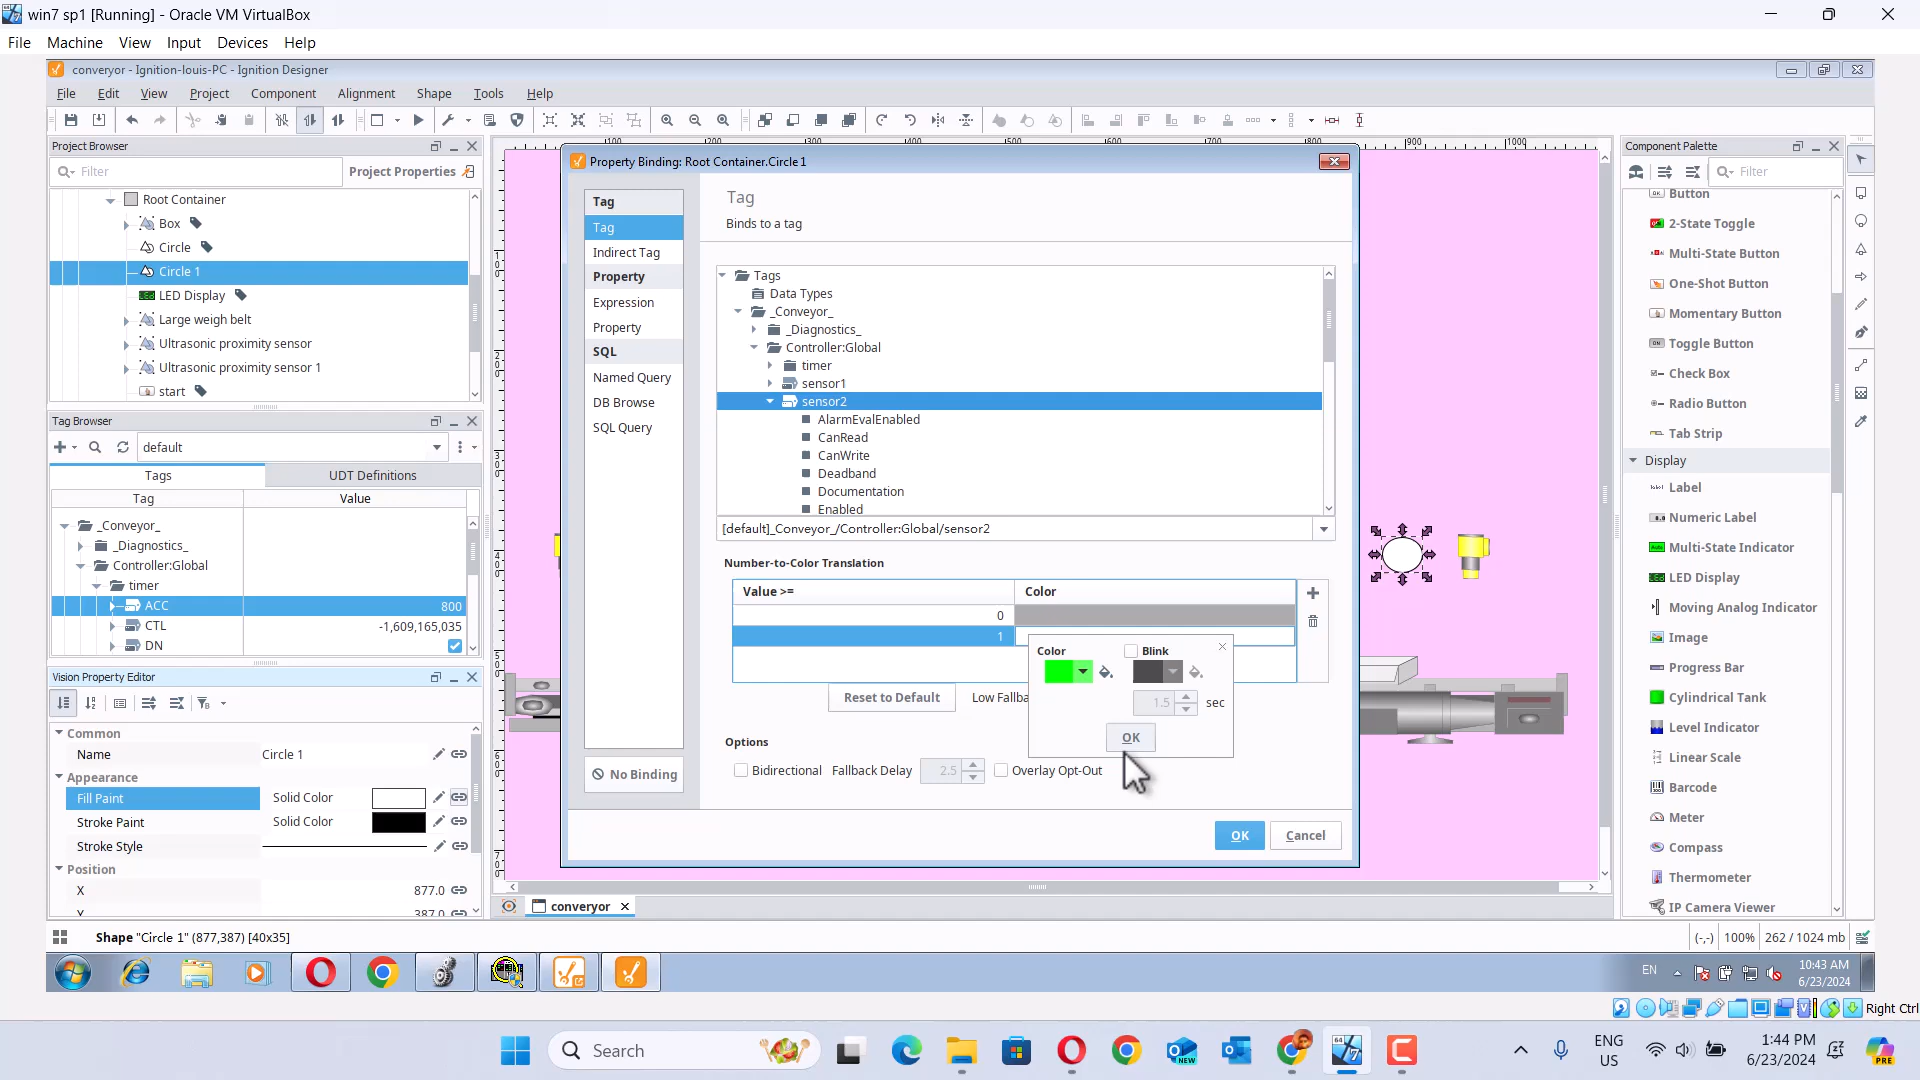 win7 sp1 [Running] - Oracle VM VirtualBox
File Machine View Input Devices Help
converyor - Ignition-louis-PC - Ignition Designer
File Edit View Project Component Alignment Shape Tools Help
Project Browser
Filter
Project Properties
Root Container
Box
Circle
Circle 1
LED Display
Large weigh belt
Ultrasonic proximity sensor
Ultrasonic proximity sensor 1
start
Tag Browser
default
Tags UDT Definitions
Tag Value
_Conveyor_
_Diagnostics_
Controller:Global
timer
ACC 800
CTL -1,609,165,035
DN
Vision Property Editor
Common
Name Circle 1
Appearance
Fill Paint Solid Color
Stroke Paint Solid Color
Stroke Style
Position
X 877.0
Y 387.0
100 200 300 400 500 600 700 800 900 1000
Property Binding: Root Container.Circle 1
Tag
Tag
Indirect Tag
Property
Expression
Property
SQL
Named Query
DB Browse
SQL Query
No Binding
Tag
Binds to a tag
Tags
Data Types
_Conveyor_
_Diagnostics_
Controller:Global
timer
sensor1
sensor2
AlarmEvalEnabled
CanRead
CanWrite
Deadband
Documentation
Enabled
[default]_Conveyor_/Controller:Global/sensor2
Number-to-Color Translation
Value >= Color
0
1
Color Blink
1.5 sec
OK
Reset to Default Low Fallba
Options
Bidirectional Fallback Delay 2.5 Overlay Opt-Out
OK Cancel
converyor
Component Palette
Filter
Button
2-State Toggle
Multi-State Button
One-Shot Button
Momentary Button
Toggle Button
Check Box
Radio Button
Tab Strip
Display
Label
Numeric Label
Multi-State Indicator
LED Display
Moving Analog Indicator
Image
Progress Bar
Cylindrical Tank
Level Indicator
Linear Scale
Barcode
Meter
Compass
Thermometer
IP Camera Viewer
Shape "Circle 1" (877,387) [40x35]
(-,-) 100% 262 / 1024 mb
EN
10:43 AM
6/23/2024
Right Ctrl
Search
ENG
US
1:44 PM
6/23/2024